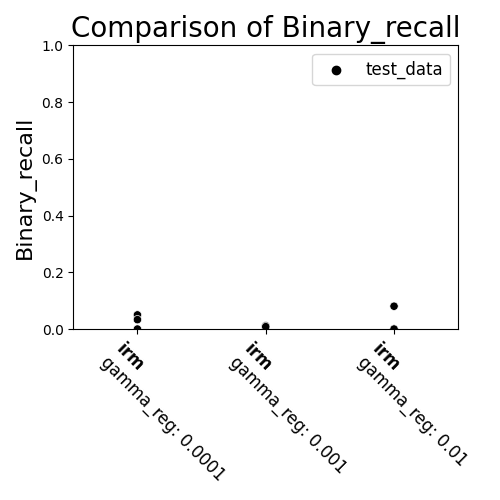 Comparison of Binary_recall
test_data
Binary_recall
1.0
0.8
0.6
0.4
0.2
0.0
irm
gamma_reg: 0.0001
irm
gamma_reg: 0.001
irm
gamma_reg: 0.01